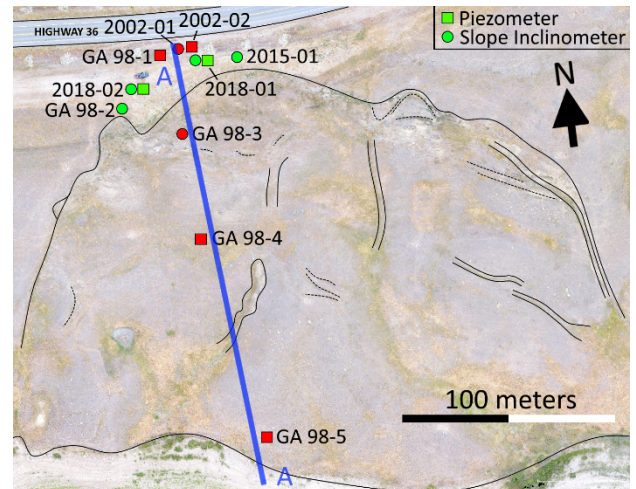 HIGHWAY 36
2002-01
2002-02
Piezometer
Slope Inclinometer
GA 98-1
2015-01
A
2018-01
2018-02
GA 98-2
N
GA 98-3
GA 98-4
100 meters
GA 98-5
A